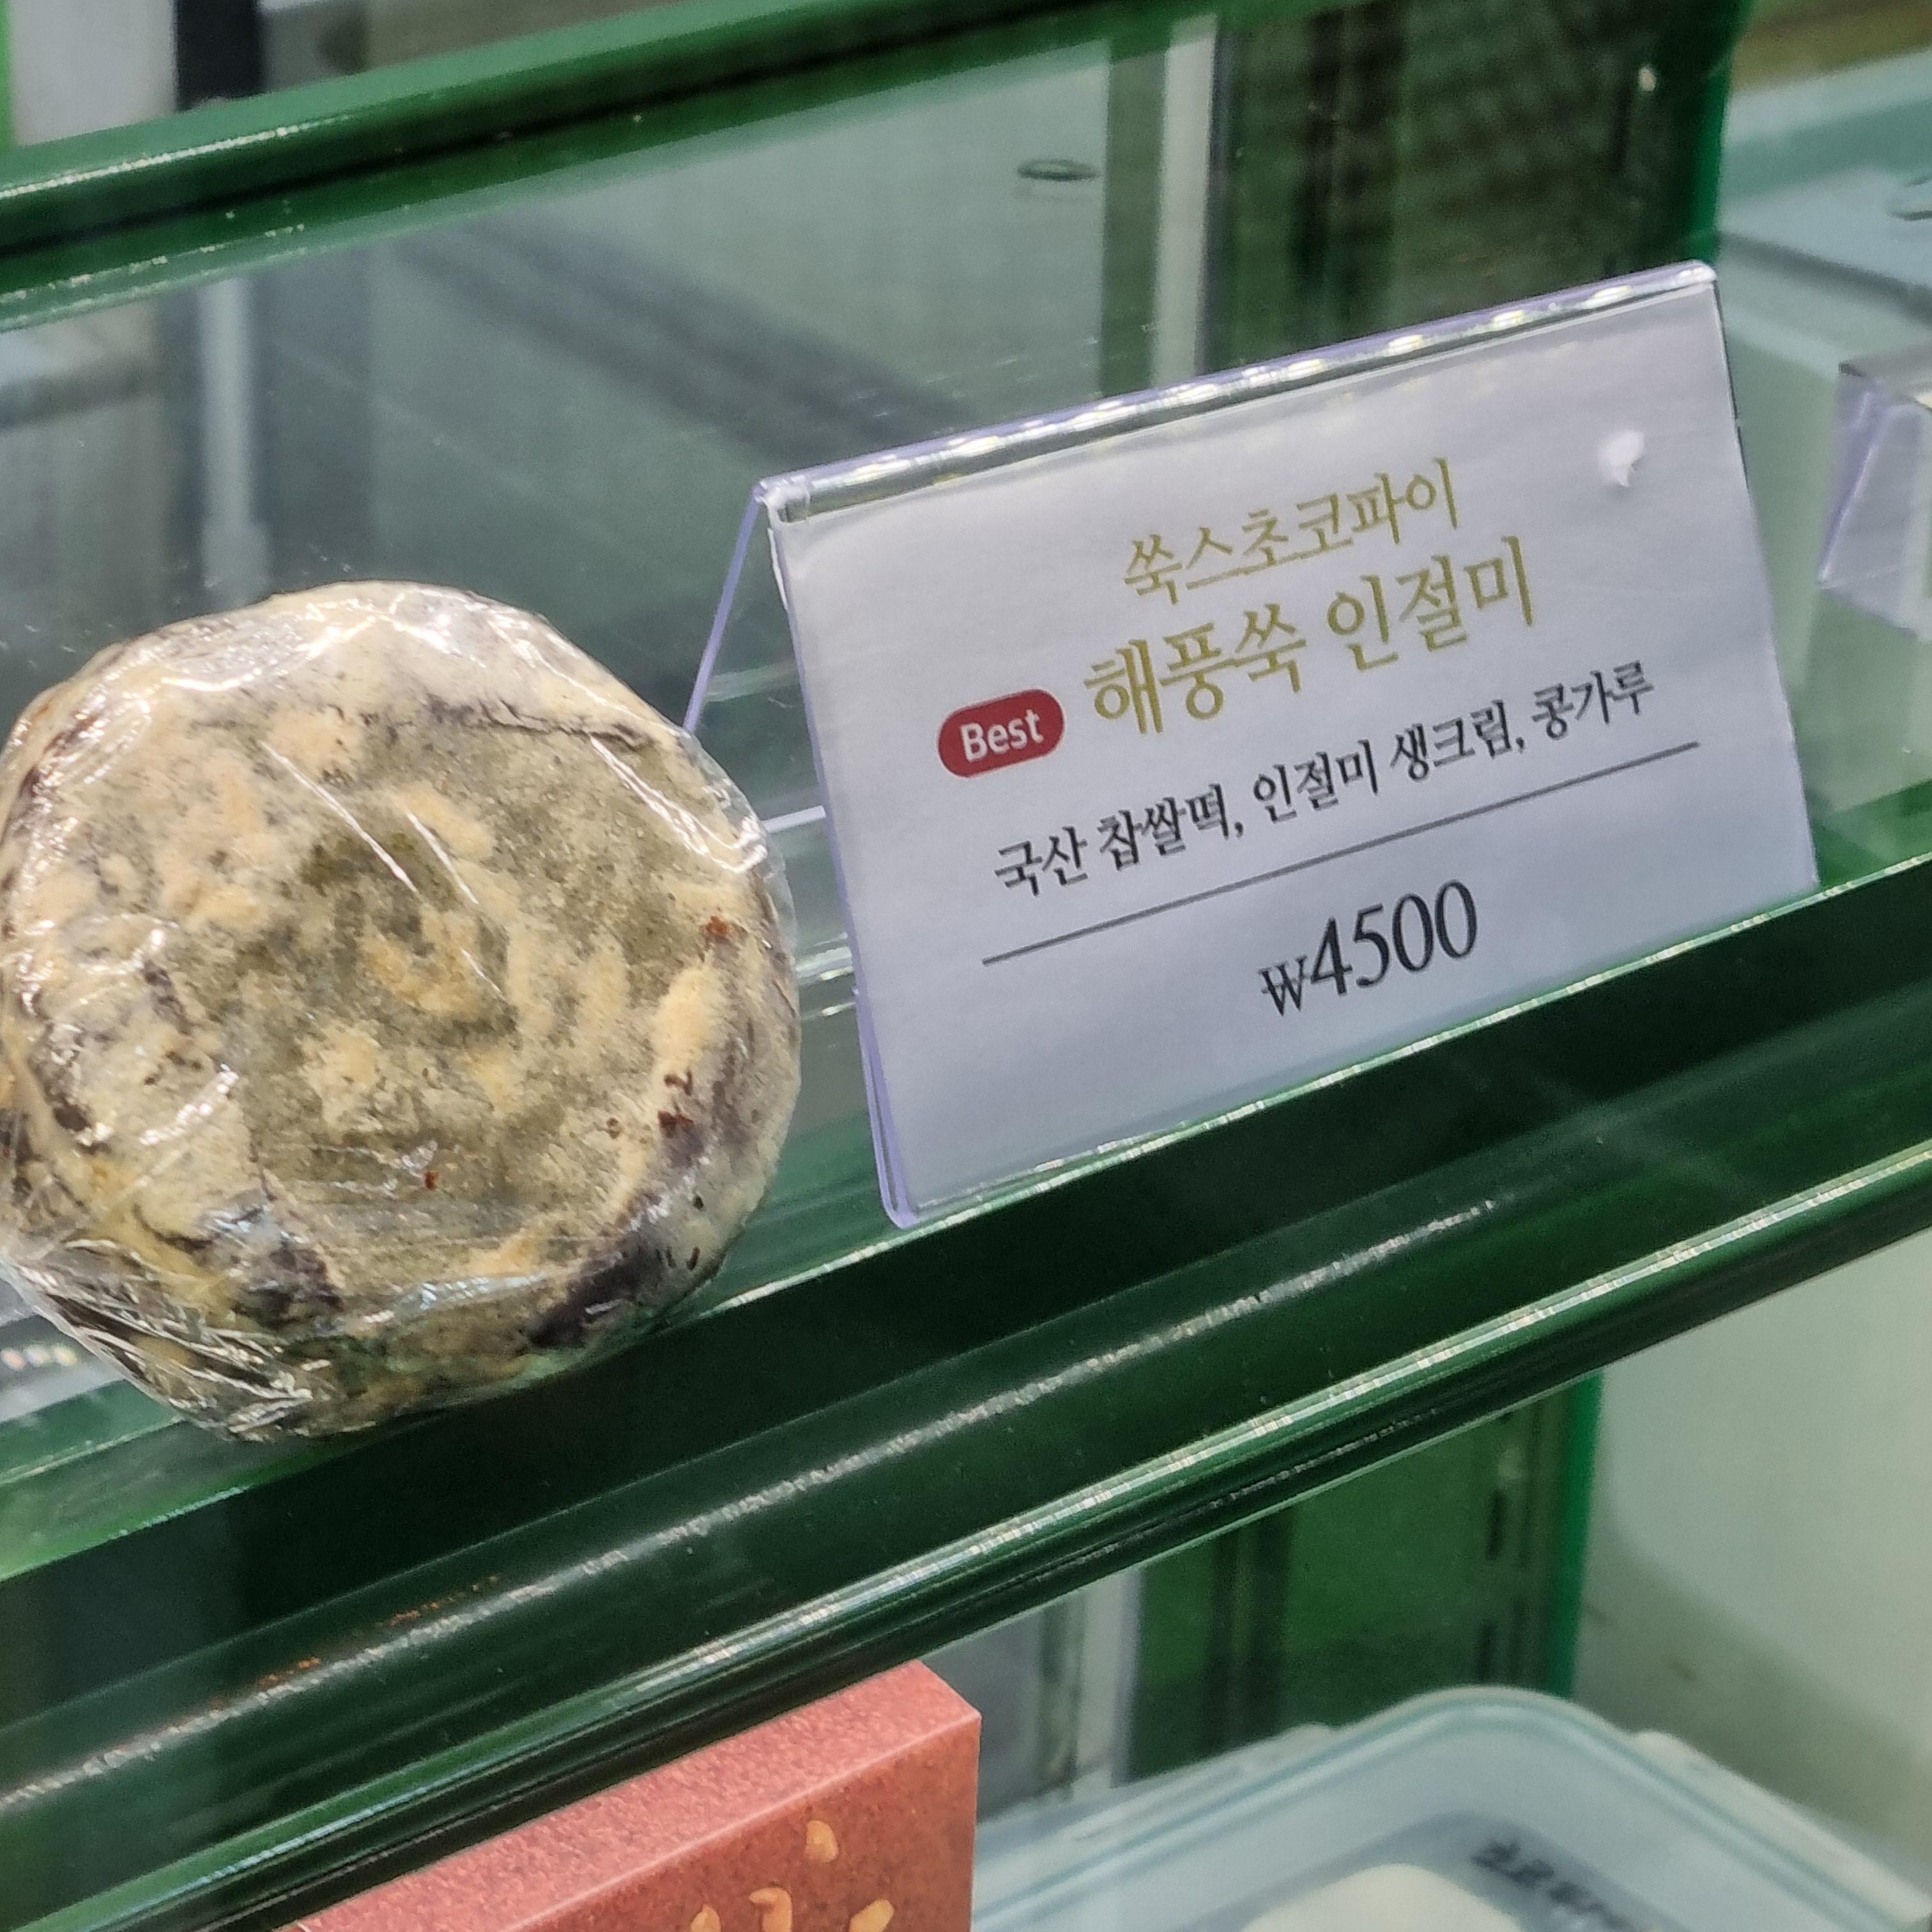 쑥스초코파이
Best 해풍쑥 인절미
국산 찹쌀떡, 인절미 생크림, 콩가루
₩4500